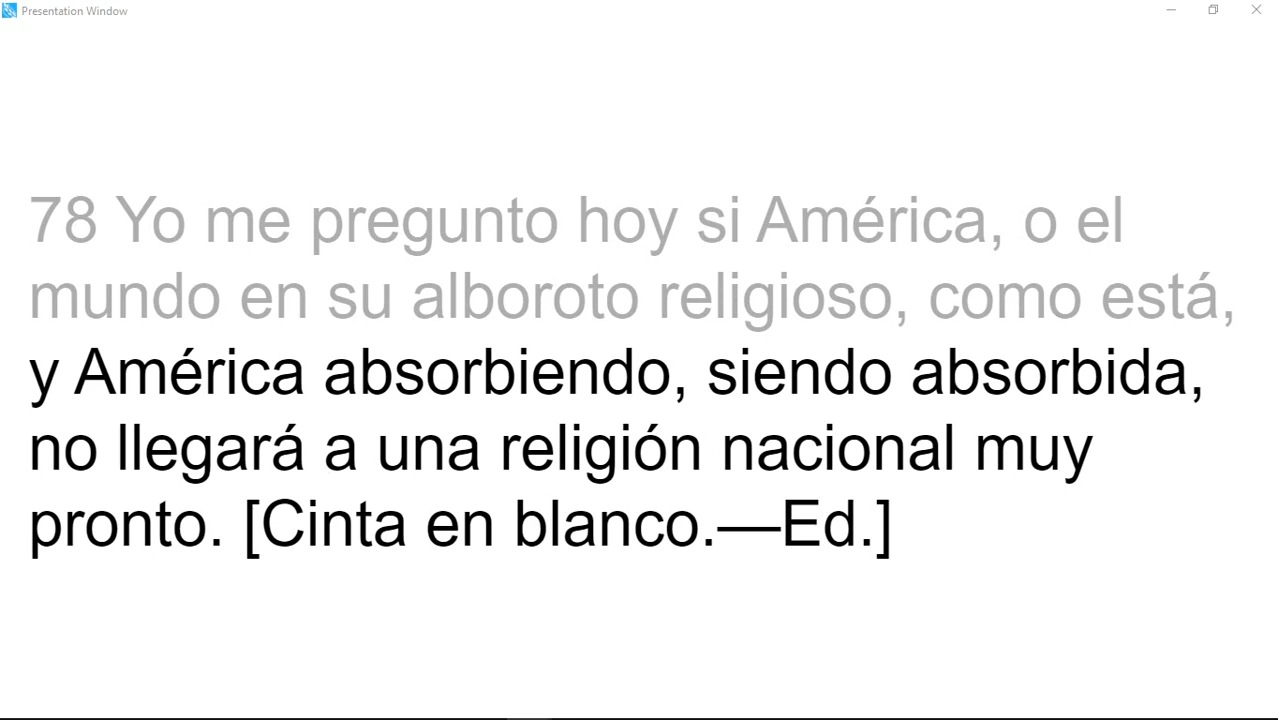 Presentation Window
78 Yo me pregunto hoy si América, o el
mundo en su alboroto religioso, como está,
y América absorbiendo, siendo absorbida,
no llegará a una religión nacional muy
pronto. [Cinta en blanco.—Ed.]